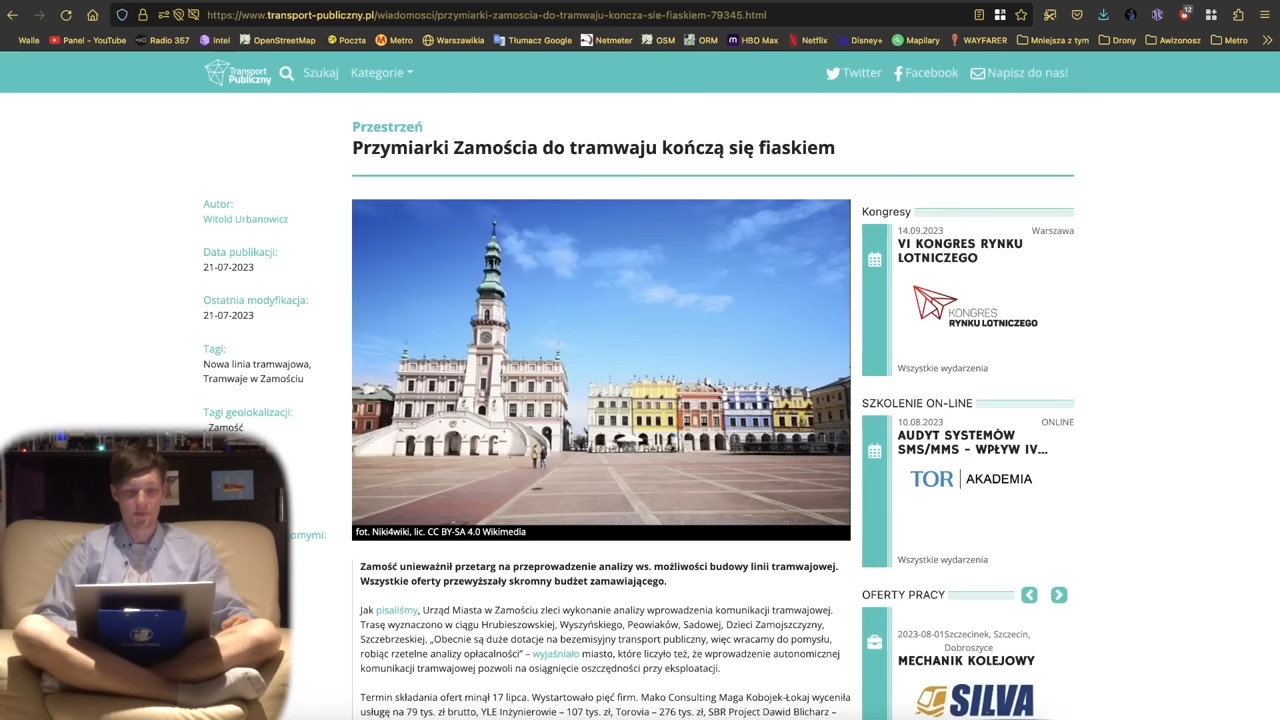 https://www.transport-publiczny.pl/wiadomosci/przymiarki-zamoscia-do-tramwaju-koncza-sie-fiaskiem-79345.html
12
Walle Panel - YouTube Radio 357 Intel OpenStreetMap Poczta Metro Warszawikia Tłumacz Google Netmeter OSM ORM HBO Max Netflix Disney+ Mapilary WAYFARER Mniejsza z tym Drony Awizonosz Metro
Transport Publiczny Szukaj Kategorie Twitter Facebook Napisz do nas!
Przestrzeń
Przymiarki Zamościa do tramwaju kończą się fiaskiem
Autor:
Witold Urbanowicz
Data publikacji:
21-07-2023
Ostatnia modyfikacja:
21-07-2023
Tagi:
Nowa linia tramwajowa,
Tramwaje w Zamościu
Tagi geolokalizacji:
, Zamość
omymi:
fot. Niki4wiki, lic. CC BY-SA 4.0 Wikimedia
Zamość unieważnił przetarg na przeprowadzenie analizy ws. możliwości budowy linii tramwajowej.
Wszystkie oferty przewyższały skromny budżet zamawiającego.
Jak pisaliśmy, Urząd Miasta w Zamościu zleci wykonanie analizy wprowadzenia komunikacji tramwajowej.
Trasę wyznaczono w ciągu Hrubieszowskiej, Wyszyńskiego, Peowiaków, Sadowej, Dzieci Zamojszczyzny,
Szczebrzeskiej. „Obecnie są duże dotacje na bezemisyjny transport publiczny, więc wracamy do pomysłu,
robiąc rzetelne analizy opłacalności” – wyjaśniało miasto, które liczyło też, że wprowadzenie autonomicznej
komunikacji tramwajowej pozwoli na osiągnięcie oszczędności przy eksploatacji.
Termin składania ofert minął 17 lipca. Wystartowało pięć firm. Mako Consulting Maga Kobojek-Łokaj wyceniła
usługę na 79 tys. zł brutto, YLE Inżynierowie – 107 tys. zł, Torovia – 276 tys. zł, SBR Project Dawid Blicharz –
Kongresy
14.09.2023 Warszawa
VI KONGRES RYNKU
LOTNICZEGO
KONGRES
RYNKU LOTNICZEGO
Wszystkie wydarzenia
SZKOLENIE ON-LINE
10.08.2023 ONLINE
AUDYT SYSTEMÓW
SMS/MMS - WPŁYW IV...
TOR AKADEMIA
Wszystkie wydarzenia
OFERTY PRACY
2023-08-01Szczecinek, Szczecin,
Dobroszyce
MECHANIK KOLEJOWY
SILVA